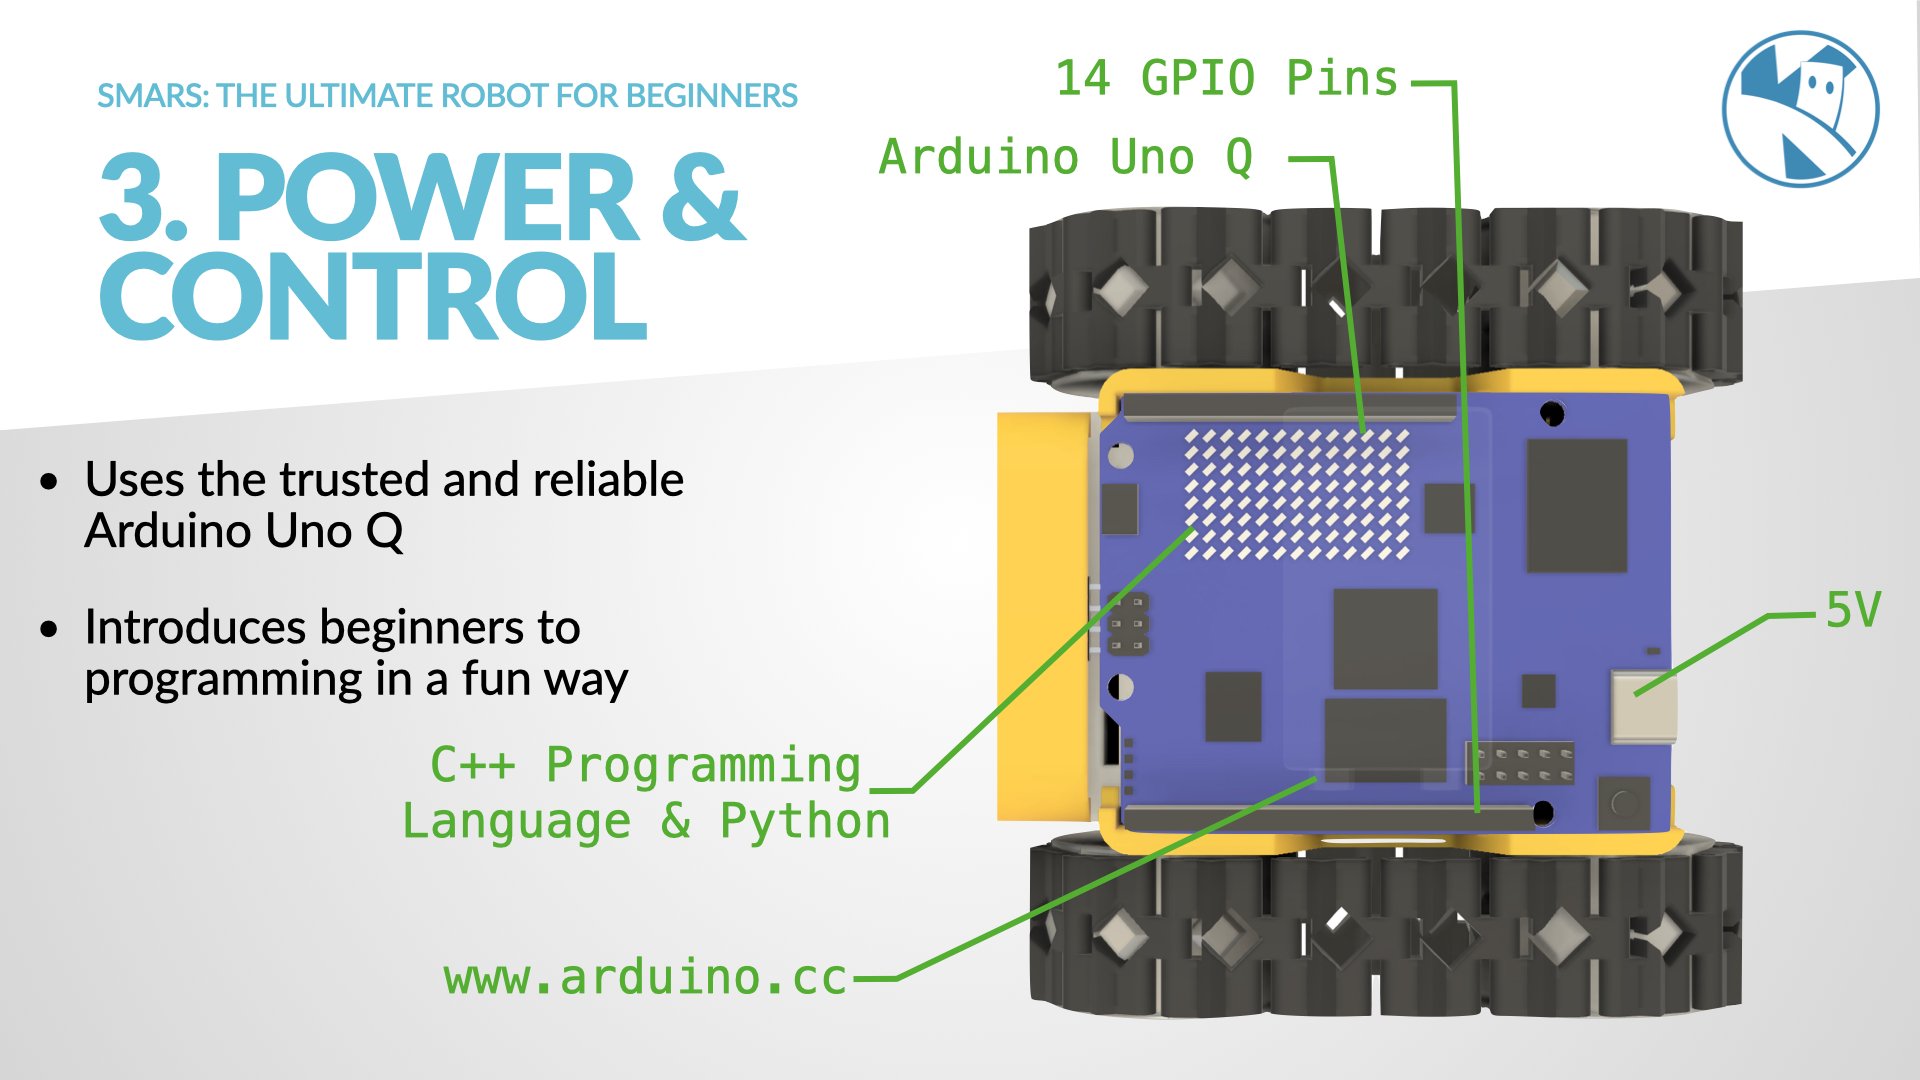 SMARS: THE ULTIMATE ROBOT FOR BEGINNERS
3. POWER &
CONTROL
• Uses the trusted and reliable
Arduino Uno Q
• Introduces beginners to
programming in a fun way
14 GPIO Pins
Arduino Uno Q
5V
C++ Programming
Language & Python
www.arduino.cc